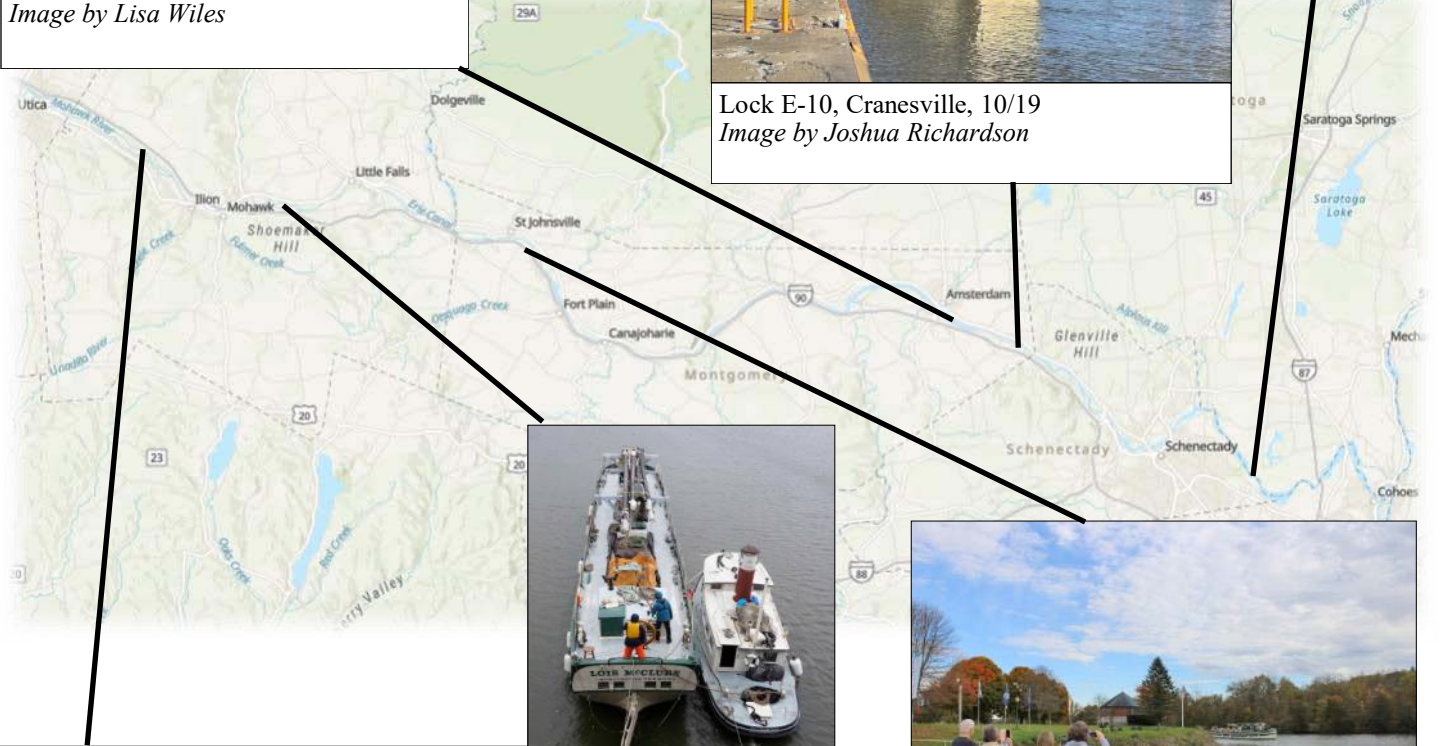 Image by Lisa Wiles
29A
Lock E-10, Cranesville, 10/19
Image by Joshua Richardson
Utica
Mohawk River
Dolgeville
Saratoga Springs
Little Falls
Ilion
Mohawk
Shoemaker
Hill
Fulmer Creek
Erie Canal
St Johnsville
45
Saratoga
Lake
Otsquago Creek
Fort Plain
Canajoharie
90
Amsterdam
Glenville
Hill
Alplaus Kill
Unadilla River
Montgomery
87
20
23
20
Schenectady
Schenectady
Cohoes
Oaks Creek
Red Creek
88
LOIS McCLURE